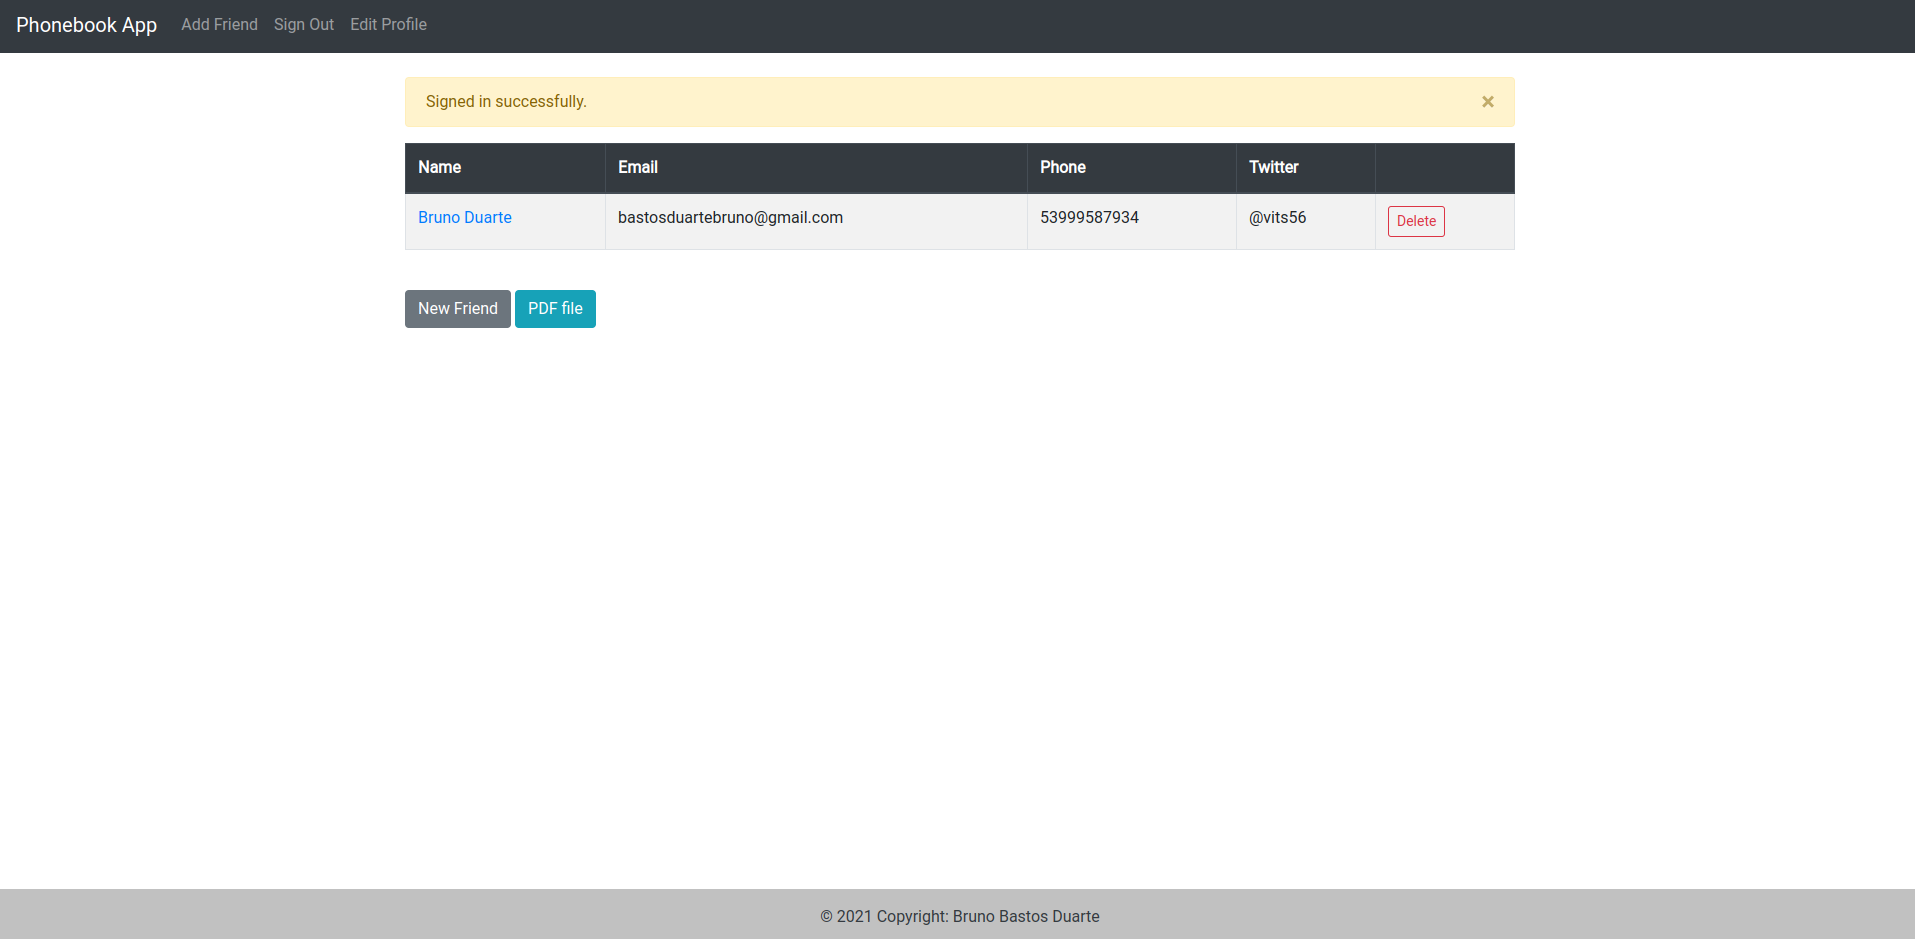 Phonebook App Add Friend Sign Out Edit Profile
Signed in successfully. ×
Name Email Phone Twitter
Bruno Duarte bastosduartebruno@gmail.com 53999587934 @vits56 Delete
New Friend PDF file
© 2021 Copyright: Bruno Bastos Duarte